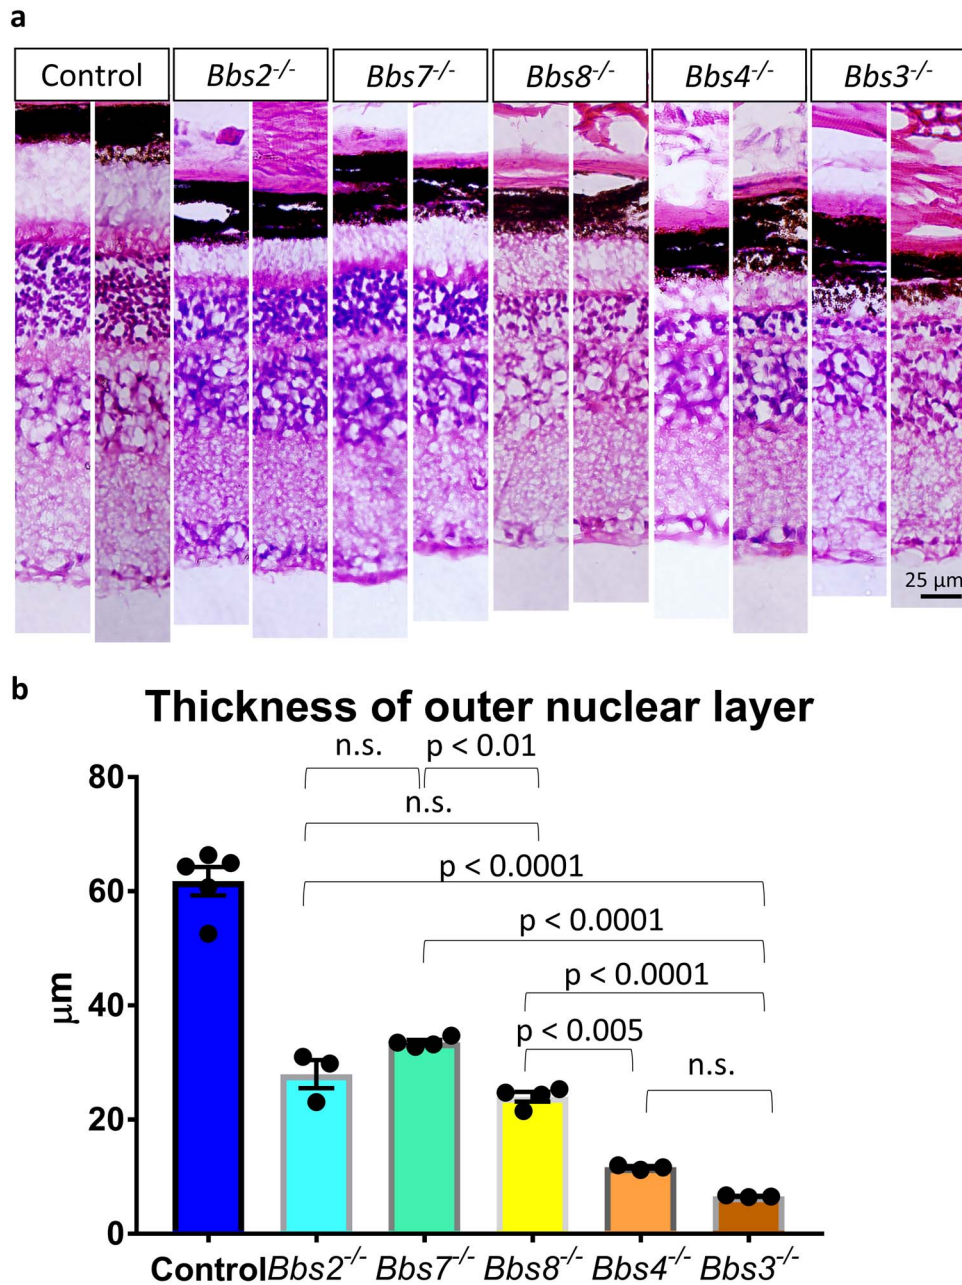 a
Control Bbs2-/- Bbs7-/- Bbs8-/- Bbs4-/- Bbs3-/-
25 μm
b
Thickness of outer nuclear layer
n.s. p < 0.01
80
n.s.
p < 0.0001
60
p < 0.0001
p < 0.0001
μm
40
p < 0.005
n.s.
20
0
Control Bbs2-/- Bbs7-/- Bbs8-/- Bbs4-/- Bbs3-/-